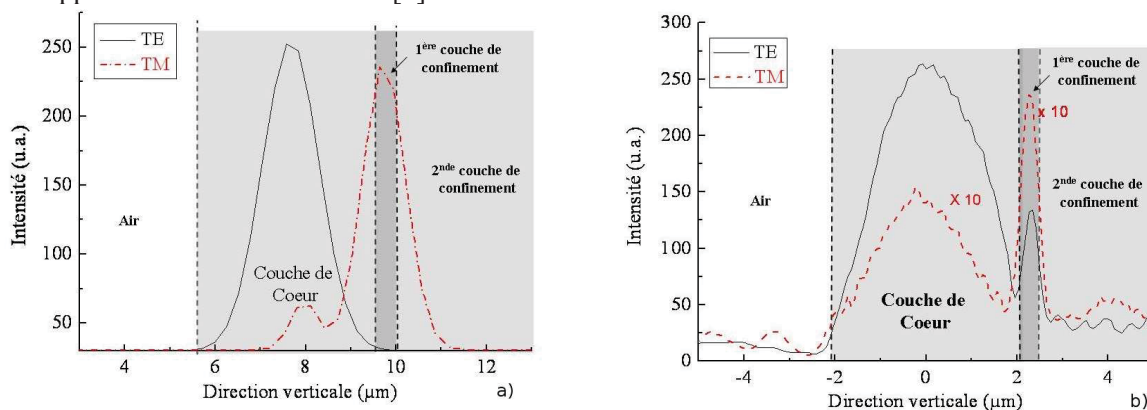 TE
TM
1ère couche de
confinement
2nde couche de
confinement
Air
Couche de
Coeur
Intensité (u.a.)
250
200
150
100
50
4
6
8
10
12
Direction verticale (µm)
a)
TE
TM
1ère couche de
confinement
x 10
2nde couche de
confinement
Air
X 10
Couche de
Coeur
Intensité (u.a.)
300
250
200
150
100
50
0
-4
-2
0
2
4
Direction verticale (µm)
b)